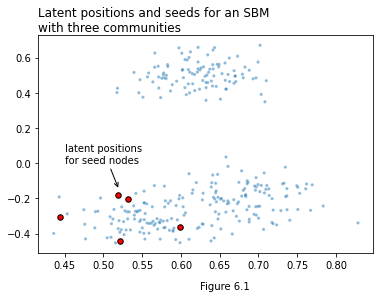 Latent positions and seeds for an SBM
with three communities
0.6
0.4
0.2
0.0
−0.2
−0.4
latent positions
for seed nodes
0.45 0.50 0.55 0.60 0.65 0.70 0.75 0.80
Figure 6.1